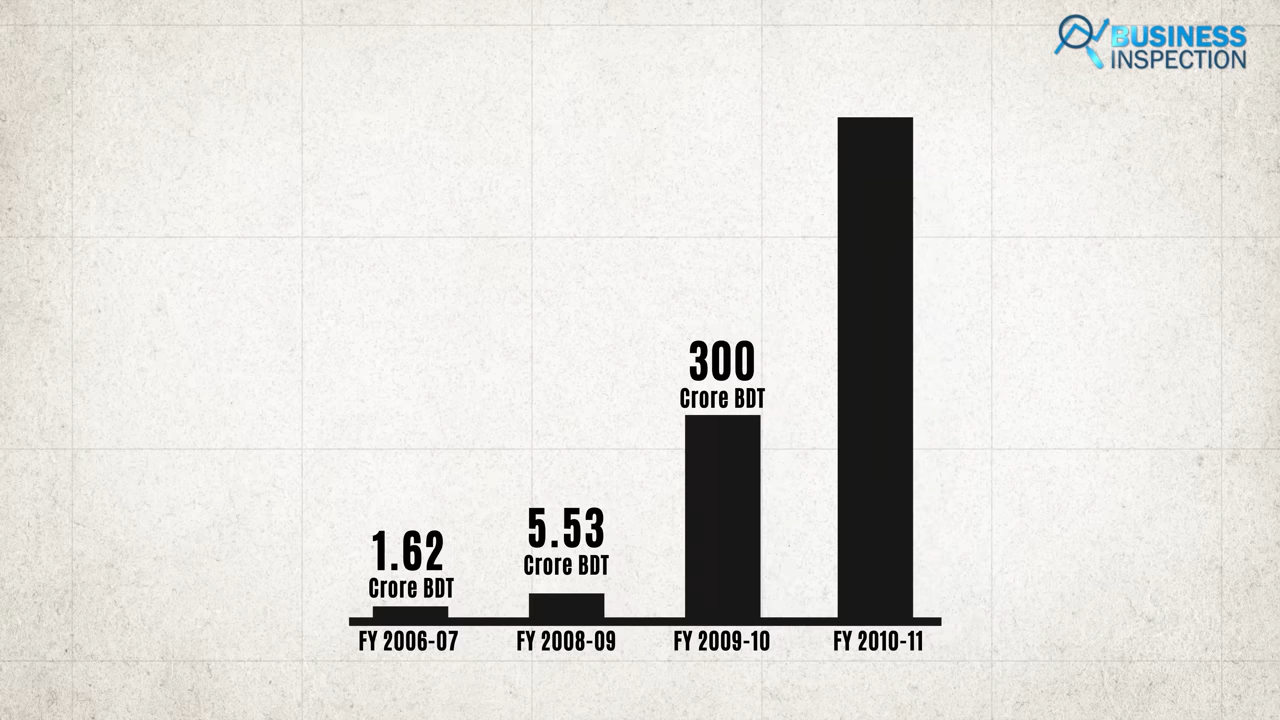 BUSINESS
INSPECTION
300
Crore BDT
5.53
Crore BDT
1.62
Crore BDT
FY 2006-07
FY 2008-09
FY 2009-10
FY 2010-11